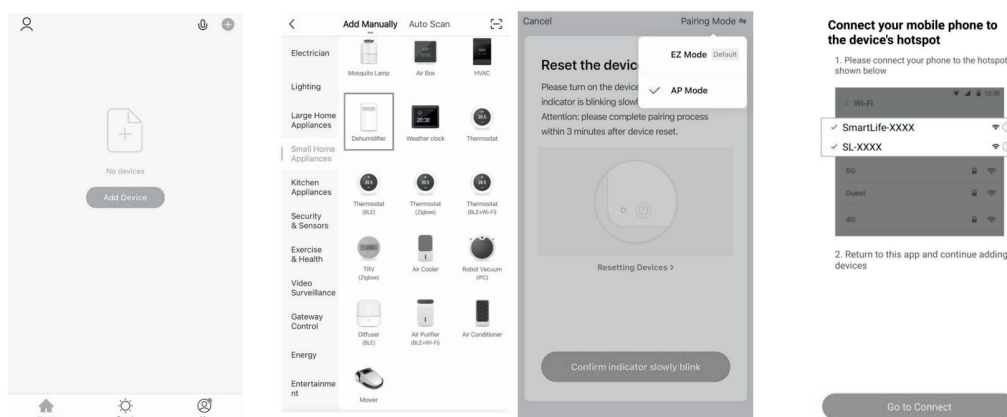 No devices
Add Device
Add Manually Auto Scan
Electrician
Lighting
Large Home
Appliances
Small Home
Appliances
Kitchen
Appliances
Security
& Sensors
Exercise
& Health
Video
Surveillance
Gateway
Control
Energy
Entertainme
nt
Mosquito Lamp Air Box HVAC
20:30
Dehumidifier Weather clock Thermostat
Thermostat Thermostat Thermostat
(BLE) (Zigbee) (BLE+Wi-Fi)
TRV Air Cooler Robot Vacuum
(Zigbee) (IPC)
Diffuser Air Purifier Air Conditioner
(BLE) (BLE+Wi-Fi)
Mower
Cancel Pairing Mode
EZ Mode Default
AP Mode
Reset the devic
Please turn on the device
indicator is blinking slowl
Attention: please complete pairing process
within 3 minutes after device reset.
Resetting Devices >
Confirm indicator slowly blink
Connect your mobile phone to
the device's hotspot
1. Please connect your phone to the hotspot
shown below
12:30
< Wi-Fi
SmartLife-XXXX
SL-XXXX
5G
Guest
4G
2. Return to this app and continue adding
devices
Go to Connect